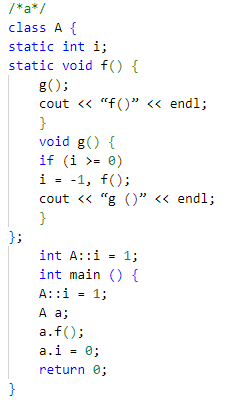 /*a*/
class A {
static int i;
static void f() {
g();
cout << “f()” << endl;
}
void g() {
if (i >= 0)
i = -1, f();
cout << “g ()” << endl;
}
};
int A::i = 1;
int main () {
A::i = 1;
A a;
a.f();
a.i = 0;
return 0;
}